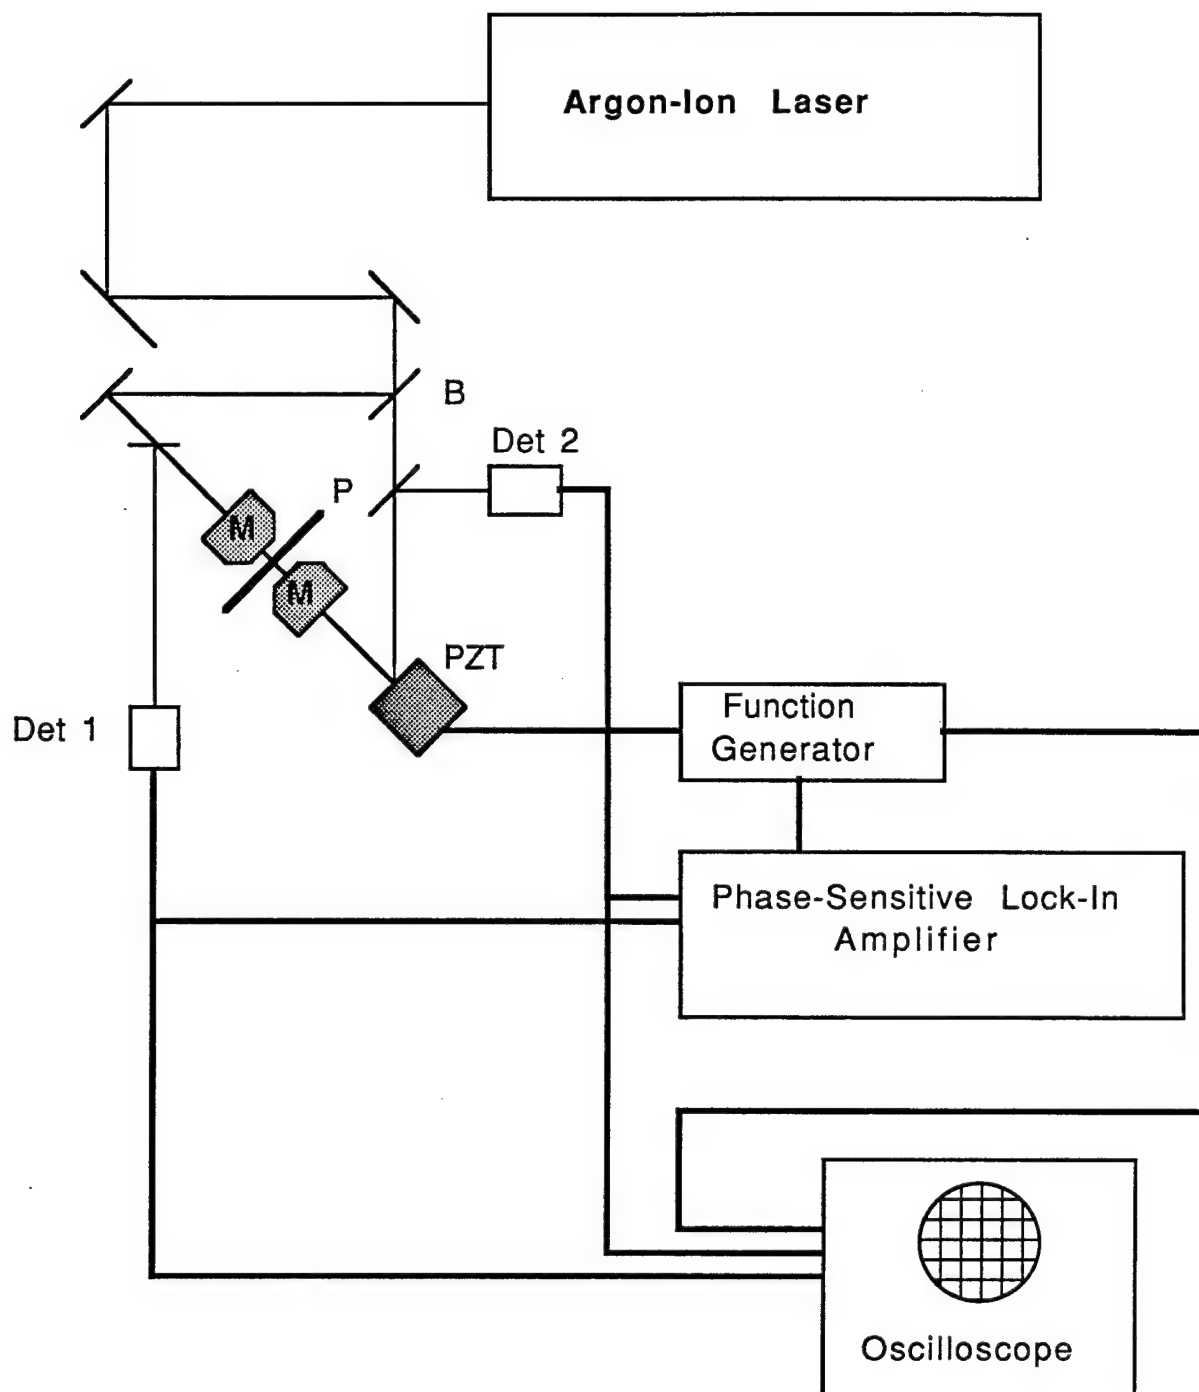 Argon-Ion Laser
B
Det 2
P
M
M
PZT
Det 1
Function
Generator
Phase-Sensitive Lock-In
Amplifier
Oscilloscope